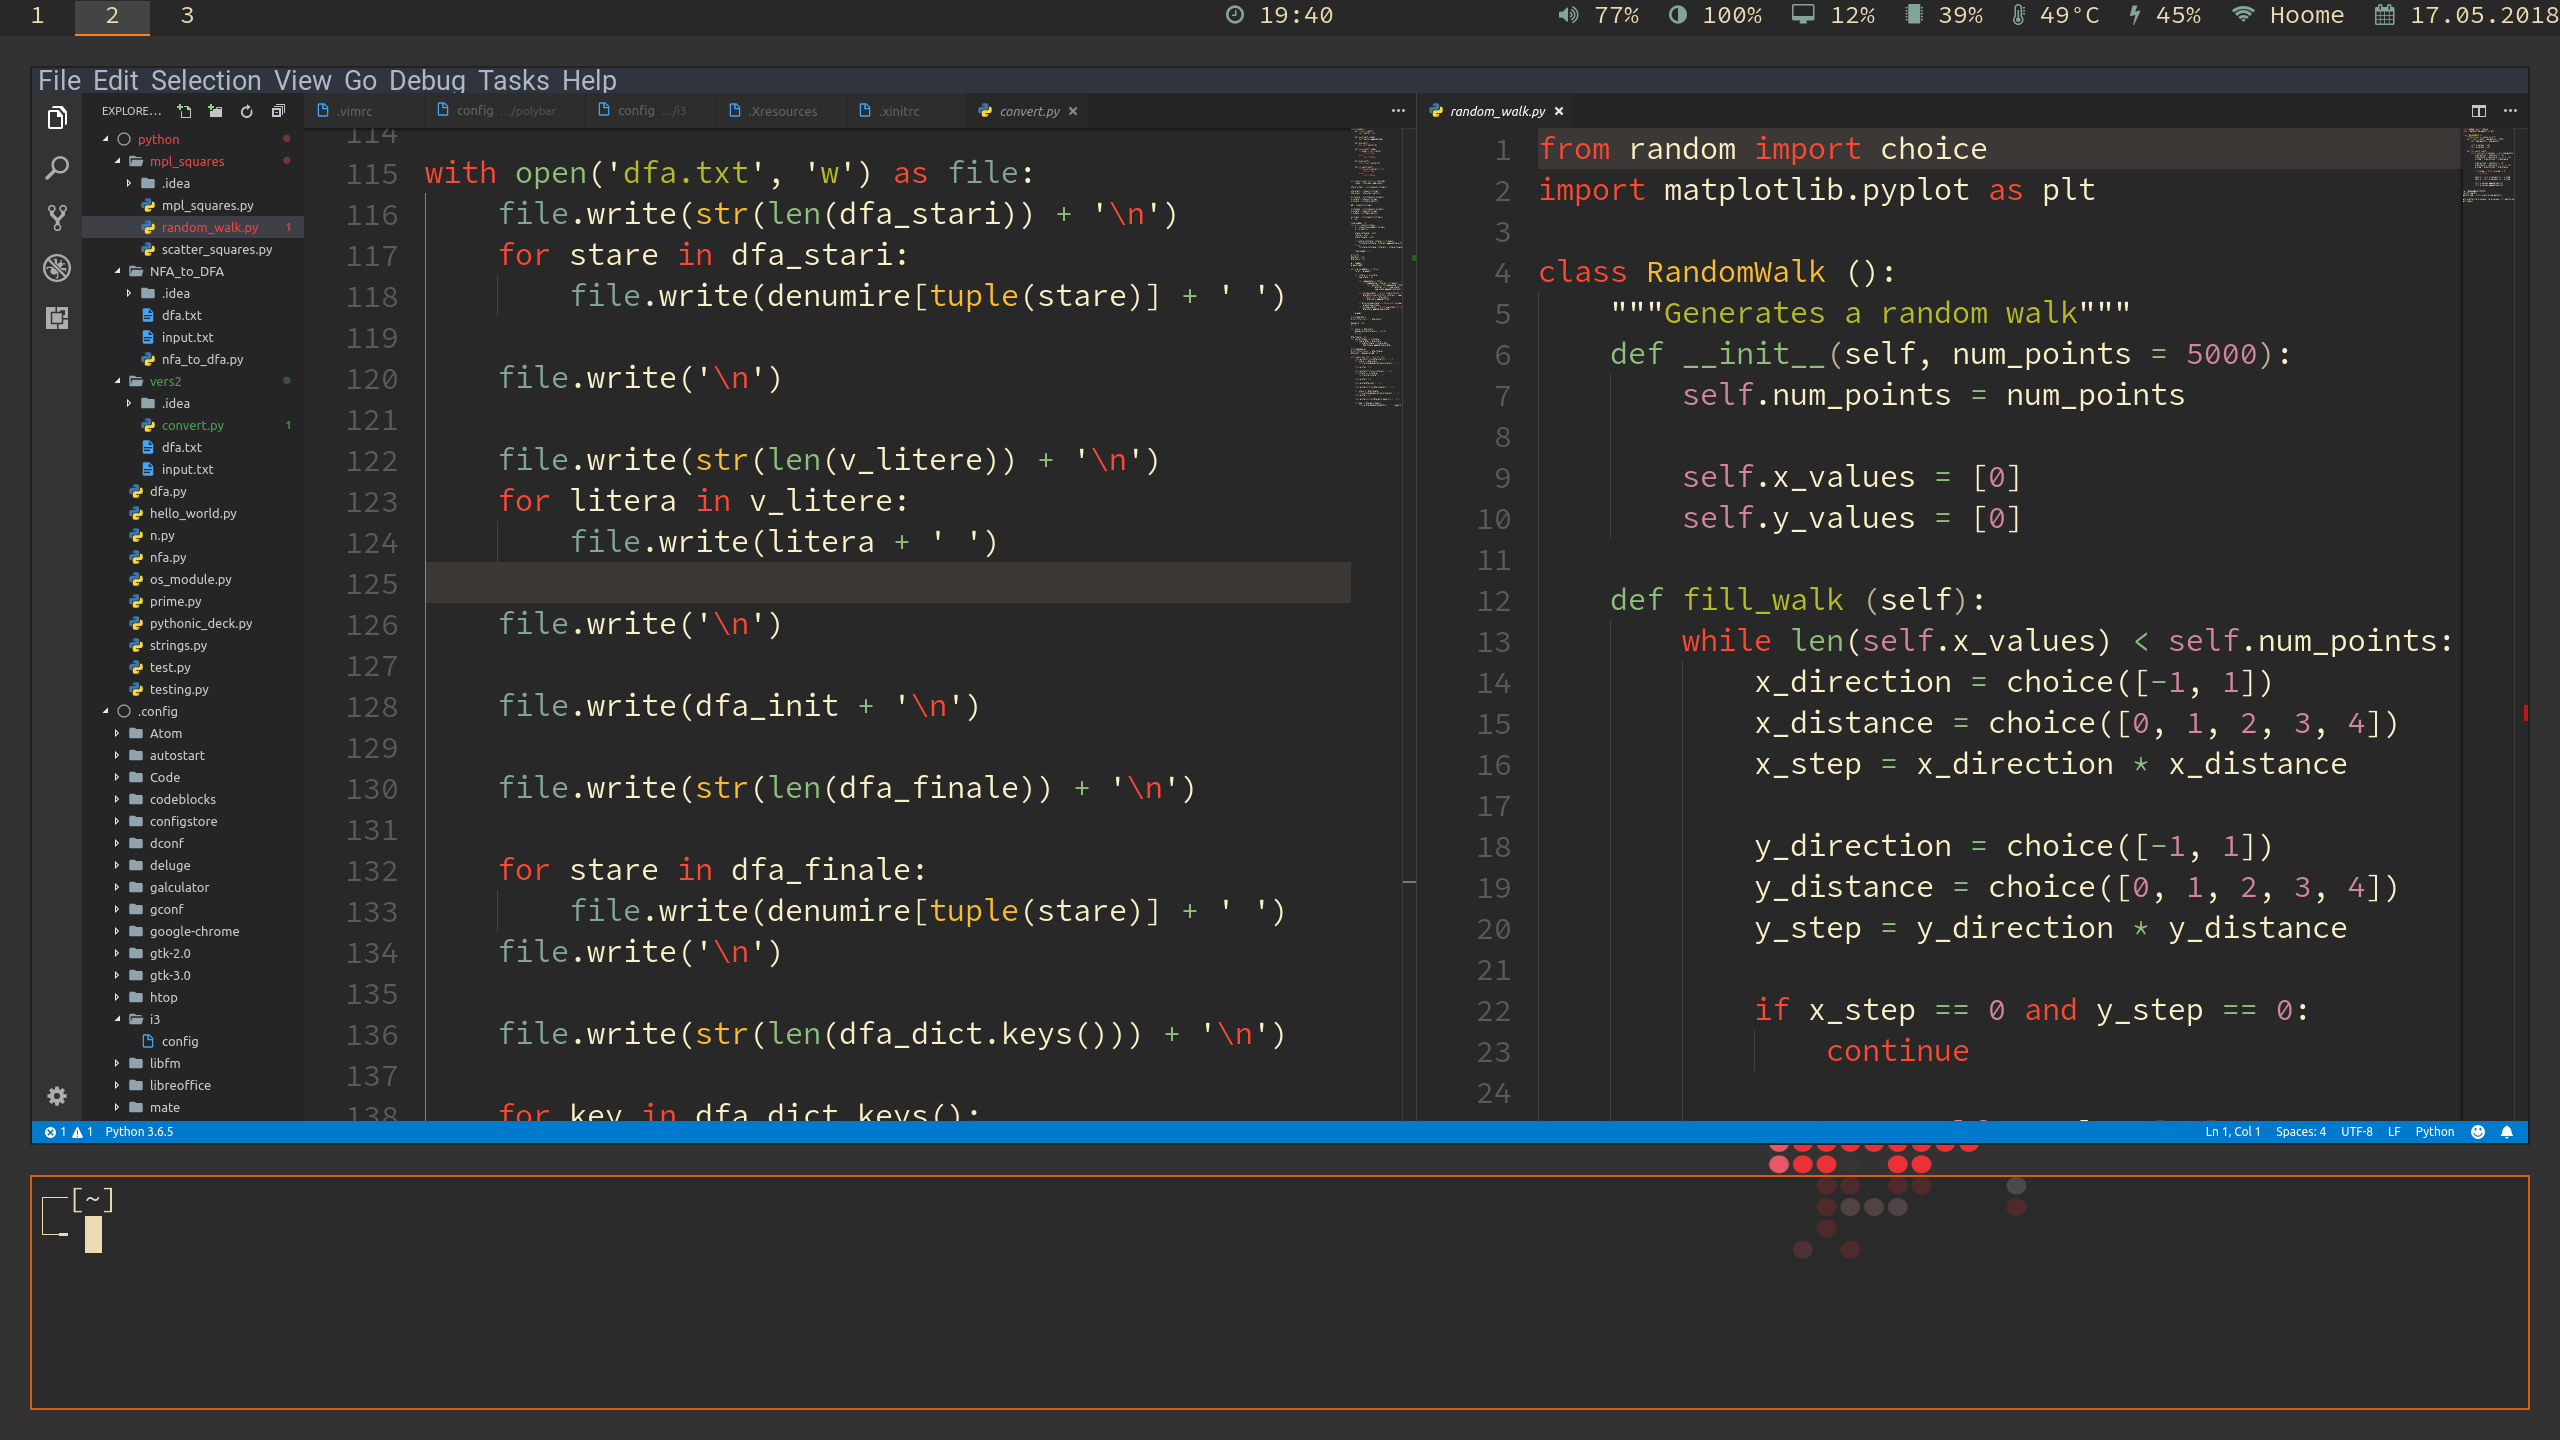 1 2 3 19:40 77% 100% 12% 39% 49°C 45% Hoome 17.05.2018
File Edit Selection View Go Debug Tasks Help
EXPLORE...
python
mpl_squares
.idea
mpl_squares.py
random_walk.py 1
scatter_squares.py
NFA_to_DFA
.idea
dfa.txt
input.txt
nfa_to_dfa.py
vers2
.idea
convert.py 1
dfa.txt
input.txt
dfa.py
hello_world.py
n.py
nfa.py
os_module.py
prime.py
pythonic_deck.py
strings.py
test.py
testing.py
.config
Atom
autostart
Code
codeblocks
configstore
dconf
deluge
galculator
gconf
google-chrome
gtk-2.0
gtk-3.0
htop
i3
config
libfm
libreoffice
mate
.vimrc config .../polybar config .../i3 .Xresources .xinitrc convert.py ×
114
115 with open('dfa.txt', 'w') as file:
116     file.write(str(len(dfa_stari)) + '\n')
117     for stare in dfa_stari:
118         file.write(denumire[tuple(stare)] + ' ')
119
120     file.write('\n')
121
122     file.write(str(len(v_litere)) + '\n')
123     for litera in v_litere:
124         file.write(litera + ' ')
125
126     file.write('\n')
127
128     file.write(dfa_init + '\n')
129
130     file.write(str(len(dfa_finale)) + '\n')
131
132     for stare in dfa_finale:
133         file.write(denumire[tuple(stare)] + ' ')
134     file.write('\n')
135
136     file.write(str(len(dfa_dict.keys())) + '\n')
137
138     for key in dfa_dict.keys():
random_walk.py ×
1 from random import choice
2 import matplotlib.pyplot as plt
3
4 class RandomWalk ():
5     """Generates a random walk"""
6     def __init__(self, num_points = 5000):
7         self.num_points = num_points
8
9         self.x_values = [0]
10         self.y_values = [0]
11
12     def fill_walk (self):
13         while len(self.x_values) < self.num_points:
14             x_direction = choice([-1, 1])
15             x_distance = choice([0, 1, 2, 3, 4])
16             x_step = x_direction * x_distance
17
18             y_direction = choice([-1, 1])
19             y_distance = choice([0, 1, 2, 3, 4])
20             y_step = y_direction * y_distance
21
22             if x_step == 0 and y_step == 0:
23                 continue
24
1 1 Python 3.6.5 Ln 1, Col 1 Spaces: 4 UTF-8 LF Python
[~]